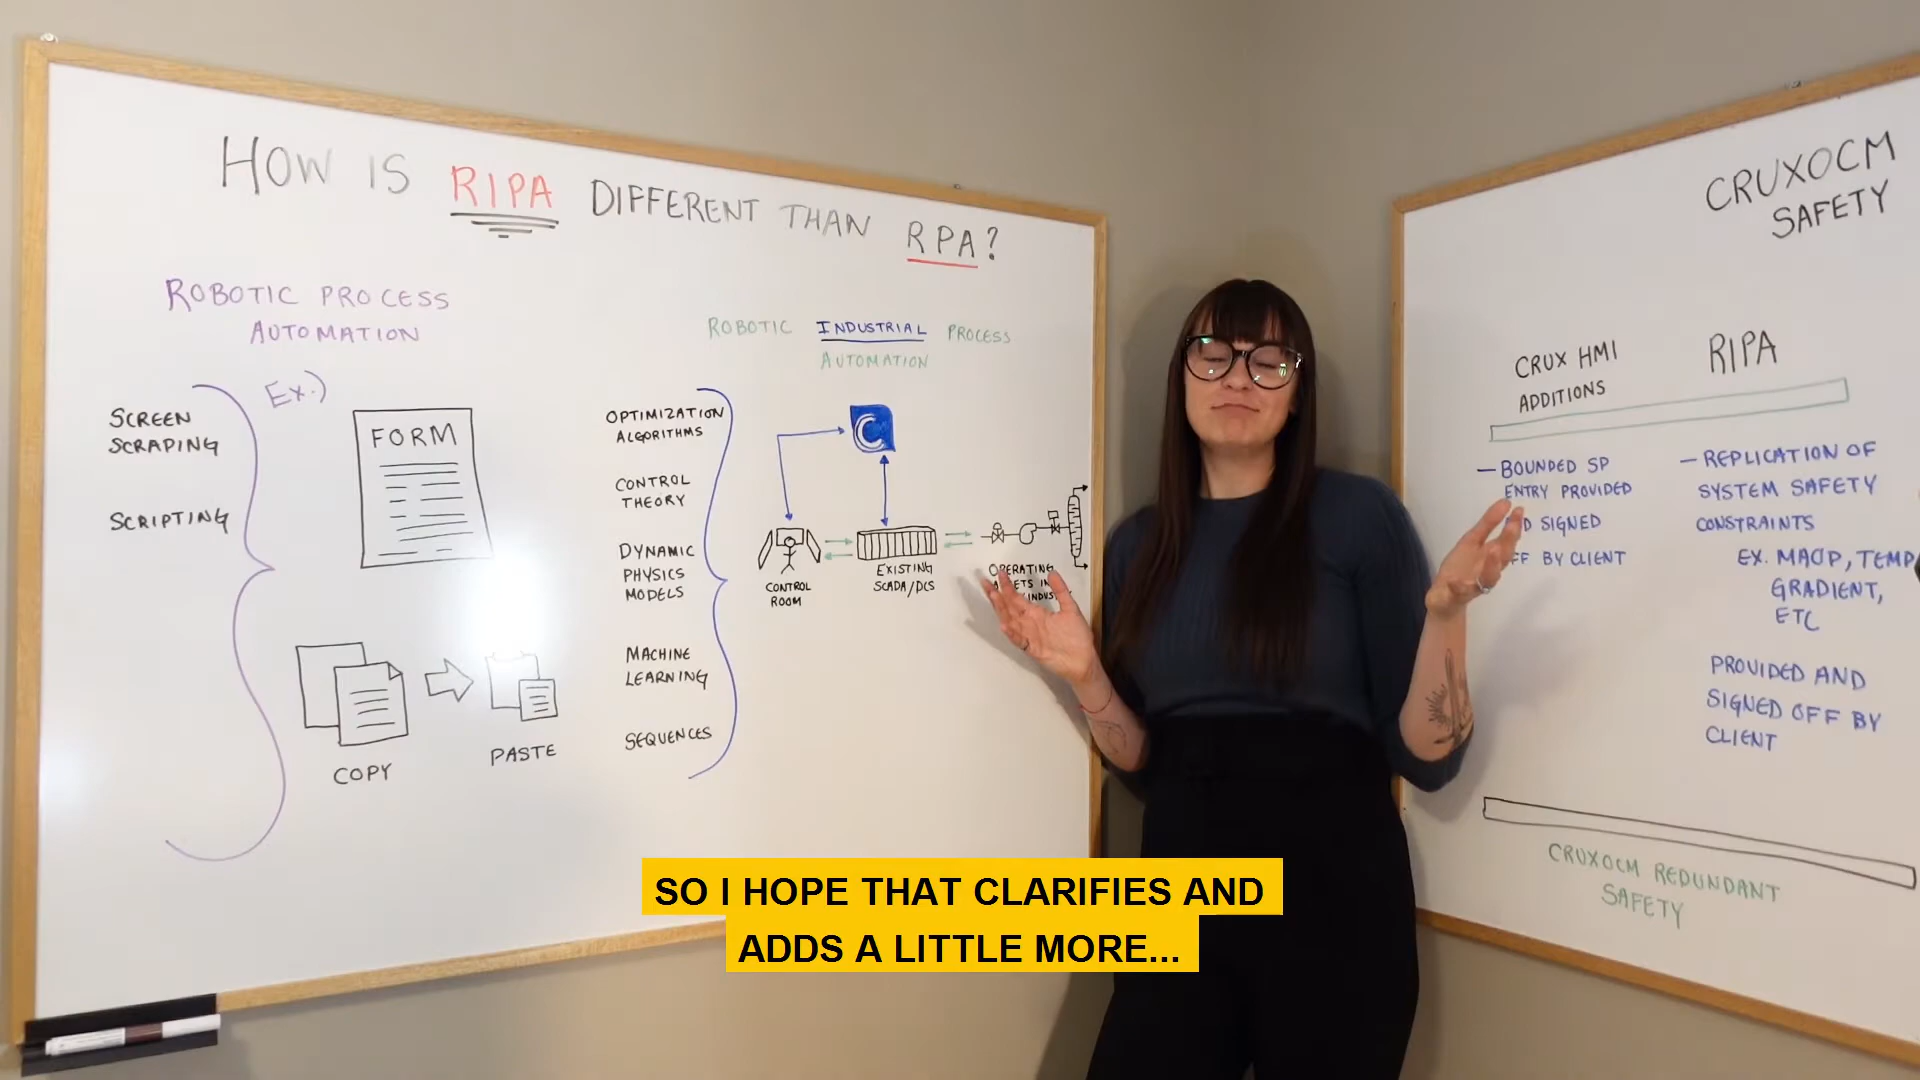 HOW IS RIPA DIFFERENT THAN RPA?
ROBOTIC PROCESS
AUTOMATION
SCREEN
SCRAPING
SCRIPTING
Ex.)
FORM
COPY
PASTE
ROBOTIC INDUSTRIAL PROCESS
AUTOMATION
OPTIMIZATION
ALGORITHMS
CONTROL
THEORY
DYNAMIC
PHYSICS
MODELS
MACHINE
LEARNING
SEQUENCES
C
CONTROL
ROOM
EXISTING
SCADA/DCS
OPERATING
CRUXOCM
SAFETY
CRUX HMI
ADDITIONS
– BOUNDED SP
ENTRY PROVIDED
SIGNED
BY CLIENT
RIPA
– REPLICATION OF
SYSTEM SAFETY
CONSTRAINTS
EX. MAOP, TEMP
GRADIENT,
ETC
PROVIDED AND
SIGNED OFF BY
CLIENT
CRUXOCM REDUNDANT
SAFETY
SO I HOPE THAT CLARIFIES AND
ADDS A LITTLE MORE...